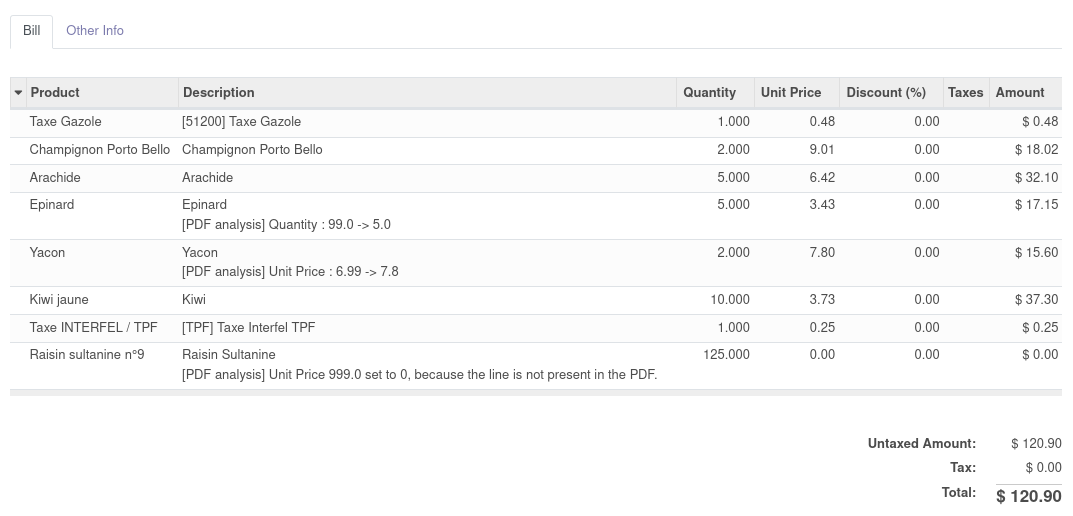 Bill Other Info
Product Description Quantity Unit Price Discount (%) Taxes Amount
Taxe Gazole [51200] Taxe Gazole 1.000 0.48 0.00 $ 0.48
Champignon Porto Bello Champignon Porto Bello 2.000 9.01 0.00 $ 18.02
Arachide Arachide 5.000 6.42 0.00 $ 32.10
Epinard Epinard 5.000 3.43 0.00 $ 17.15
[PDF analysis] Quantity : 99.0 -> 5.0
Yacon Yacon 2.000 7.80 0.00 $ 15.60
[PDF analysis] Unit Price : 6.99 -> 7.8
Kiwi jaune Kiwi 10.000 3.73 0.00 $ 37.30
Taxe INTERFEL / TPF [TPF] Taxe Interfel TPF 1.000 0.25 0.00 $ 0.25
Raisin sultanine n°9 Raisin Sultanine 125.000 0.00 0.00 $ 0.00
[PDF analysis] Unit Price 999.0 set to 0, because the line is not present in the PDF.
Untaxed Amount: $ 120.90
Tax: $ 0.00
Total: $ 120.90